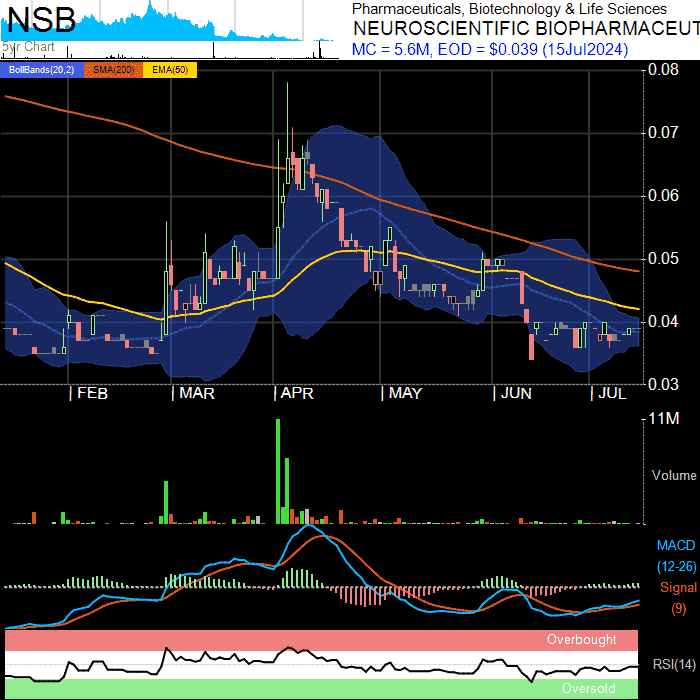 NSB
5yr Chart
Pharmaceuticals, Biotechnology & Life Sciences
NEUROSCIENTIFIC BIOPHARMACEUT
MC = 5.6M, EOD = $0.039 (15Jul2024)
BollBands(20,2) SMA(200) EMA(50)
0.08
0.07
0.06
0.05
0.04
0.03
FEB MAR APR MAY JUN JUL
11M
Volume
MACD
(12-26)
Signal
(9)
Overbought
RSI(14)
Oversold